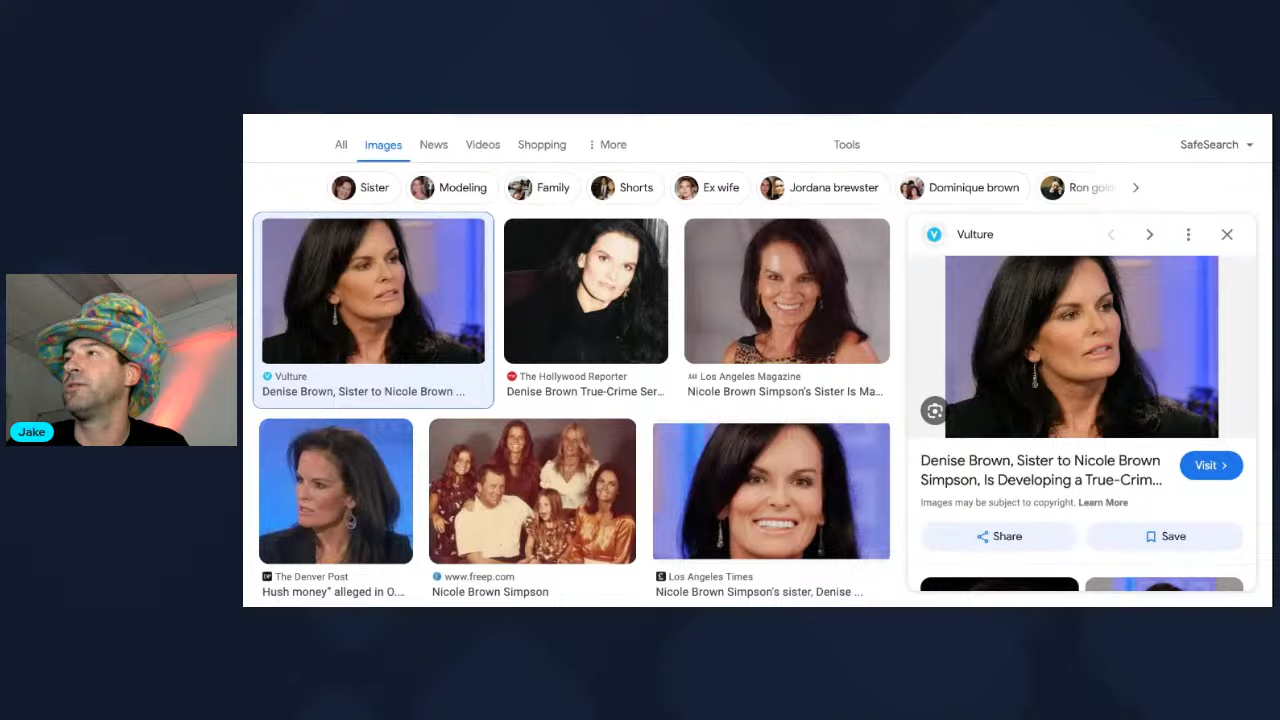 All
Images
News
Videos
Shopping
More
Tools
SafeSearch
Sister
Modeling
Family
Shorts
Ex wife
Jordana brewster
Dominique brown
Ron gold
Vulture
Denise Brown, Sister to Nicole Brown ...
The Hollywood Reporter
Denise Brown True-Crime Ser...
Los Angeles Magazine
Nicole Brown Simpson's Sister Is Ma...
The Denver Post
Hush money" alleged in O....
www.freep.com
Nicole Brown Simpson
Los Angeles Times
Nicole Brown Simpson's sister, Denise ...
Vulture
Denise Brown, Sister to Nicole Brown
Simpson, Is Developing a True-Crim...
Visit
Images may be subject to copyright. Learn More
Share
Save
Jake